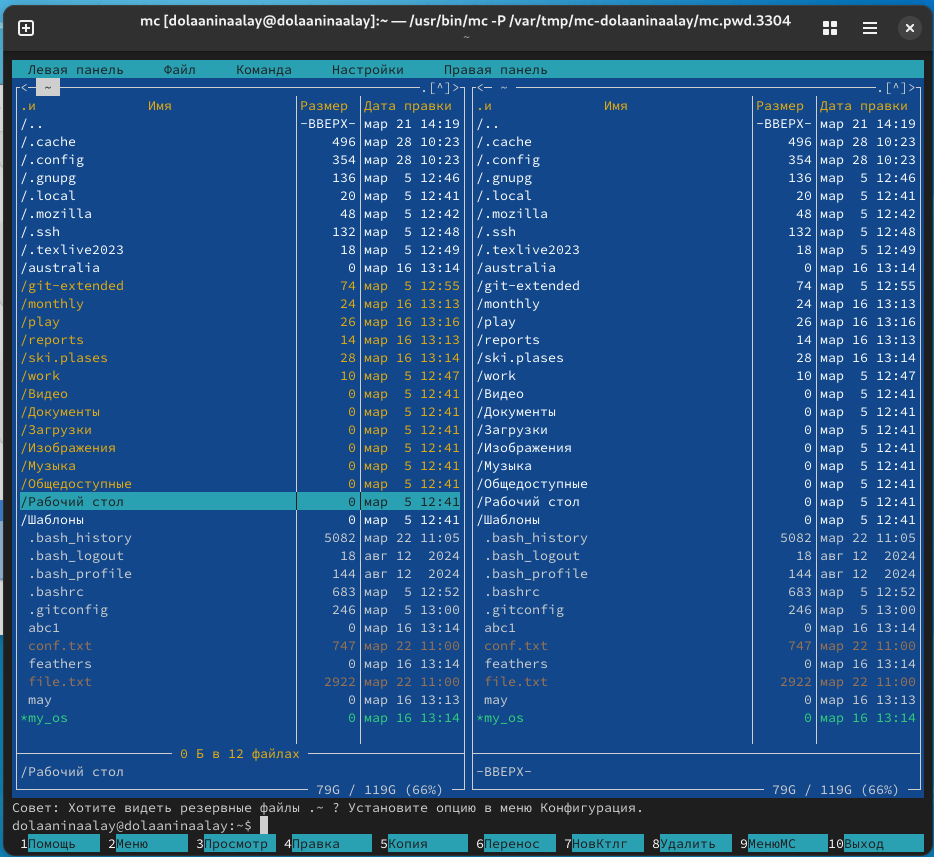 mc [dolaaninaalay@dolaaninaalay]:~ — /usr/bin/mc -P /var/tmp/mc-dolaaninaalay/mc.pwd.3304
~
Левая панель Файл Команда Настройки Правая панель
<─ ~ .[^]> <─ ~ .[^]>
.и Имя Размер Дата правки .и Имя Размер Дата правки
/.. -ВВЕРХ- мар 21 14:19 /.. -ВВЕРХ- мар 21 14:19
/.cache 496 мар 28 10:23 /.cache 496 мар 28 10:23
/.config 354 мар 28 10:23 /.config 354 мар 28 10:23
/.gnupg 136 мар 5 12:46 /.gnupg 136 мар 5 12:46
/.local 20 мар 5 12:41 /.local 20 мар 5 12:41
/.mozilla 48 мар 5 12:42 /.mozilla 48 мар 5 12:42
/.ssh 132 мар 5 12:48 /.ssh 132 мар 5 12:48
/.texlive2023 18 мар 5 12:49 /.texlive2023 18 мар 5 12:49
/australia 0 мар 16 13:14 /australia 0 мар 16 13:14
/git-extended 74 мар 5 12:55 /git-extended 74 мар 5 12:55
/monthly 24 мар 16 13:13 /monthly 24 мар 16 13:13
/play 26 мар 16 13:16 /play 26 мар 16 13:16
/reports 14 мар 16 13:13 /reports 14 мар 16 13:13
/ski.plases 28 мар 16 13:14 /ski.plases 28 мар 16 13:14
/work 10 мар 5 12:47 /work 10 мар 5 12:47
/Видео 0 мар 5 12:41 /Видео 0 мар 5 12:41
/Документы 0 мар 5 12:41 /Документы 0 мар 5 12:41
/Загрузки 0 мар 5 12:41 /Загрузки 0 мар 5 12:41
/Изображения 0 мар 5 12:41 /Изображения 0 мар 5 12:41
/Музыка 0 мар 5 12:41 /Музыка 0 мар 5 12:41
/Общедоступные 0 мар 5 12:41 /Общедоступные 0 мар 5 12:41
/Рабочий стол 0 мар 5 12:41 /Рабочий стол 0 мар 5 12:41
/Шаблоны 0 мар 5 12:41 /Шаблоны 0 мар 5 12:41
.bash_history 5082 мар 22 11:05 .bash_history 5082 мар 22 11:05
.bash_logout 18 авг 12 2024 .bash_logout 18 авг 12 2024
.bash_profile 144 авг 12 2024 .bash_profile 144 авг 12 2024
.bashrc 683 мар 5 12:52 .bashrc 683 мар 5 12:52
.gitconfig 246 мар 5 13:00 .gitconfig 246 мар 5 13:00
abc1 0 мар 16 13:14 abc1 0 мар 16 13:14
conf.txt 747 мар 22 11:00 conf.txt 747 мар 22 11:00
feathers 0 мар 16 13:14 feathers 0 мар 16 13:14
file.txt 2922 мар 22 11:00 file.txt 2922 мар 22 11:00
may 0 мар 16 13:13 may 0 мар 16 13:13
*my_os 0 мар 16 13:14 *my_os 0 мар 16 13:14
0 Б в 12 файлах
/Рабочий стол -ВВЕРХ-
79G / 119G (66%) 79G / 119G (66%)
Совет: Хотите видеть резервные файлы .~ ? Установите опцию в меню Конфигурация.
dolaaninaalay@dolaaninaalay:~$
1Помощь 2Меню 3Просмотр 4Правка 5Копия 6Перенос 7НовКтлг 8Удалить 9МенюMC 10Выход